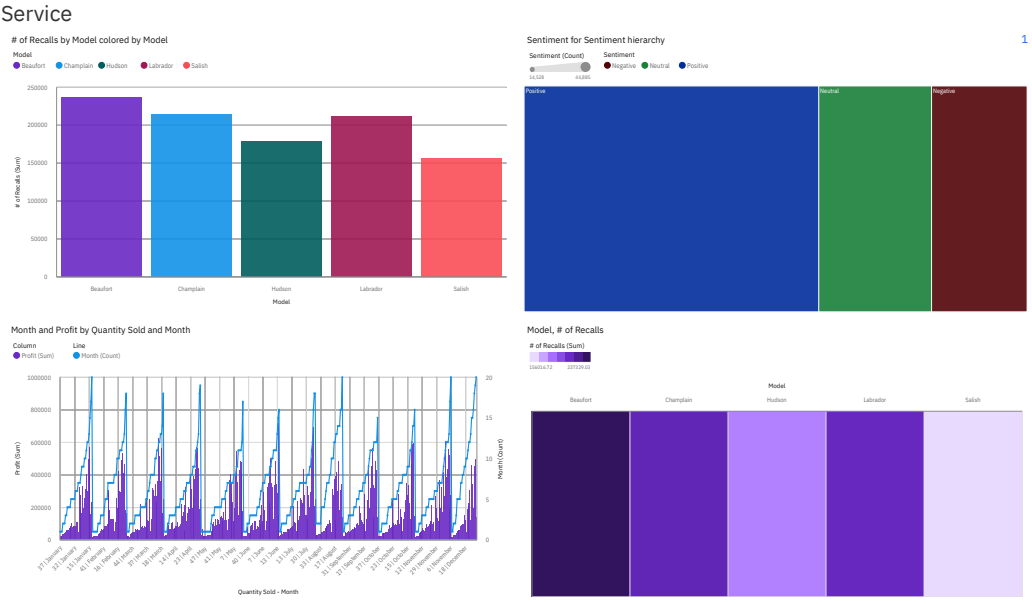 Service
# of Recalls by Model colored by Model
Model
Beaufort Champlain Hudson Labrador Salish
250000
200000
150000
100000
50000
0
# of Recalls (Sum)
Beaufort Champlain Hudson Labrador Salish
Model
Sentiment for Sentiment hierarchy
1
Sentiment (Count) Sentiment
Negative Neutral Positive
Positive Neutral Negative
Month and Profit by Quantity Sold and Month
Column Line
Profit (Sum) Month (Count)
1000000
800000
600000
400000
200000
0
Profit (Sum)
20
15
10
5
0
Month (Count)
Quantity Sold - Month
Model, # of Recalls
# of Recalls (Sum)
Model
Beaufort Champlain Hudson Labrador Salish